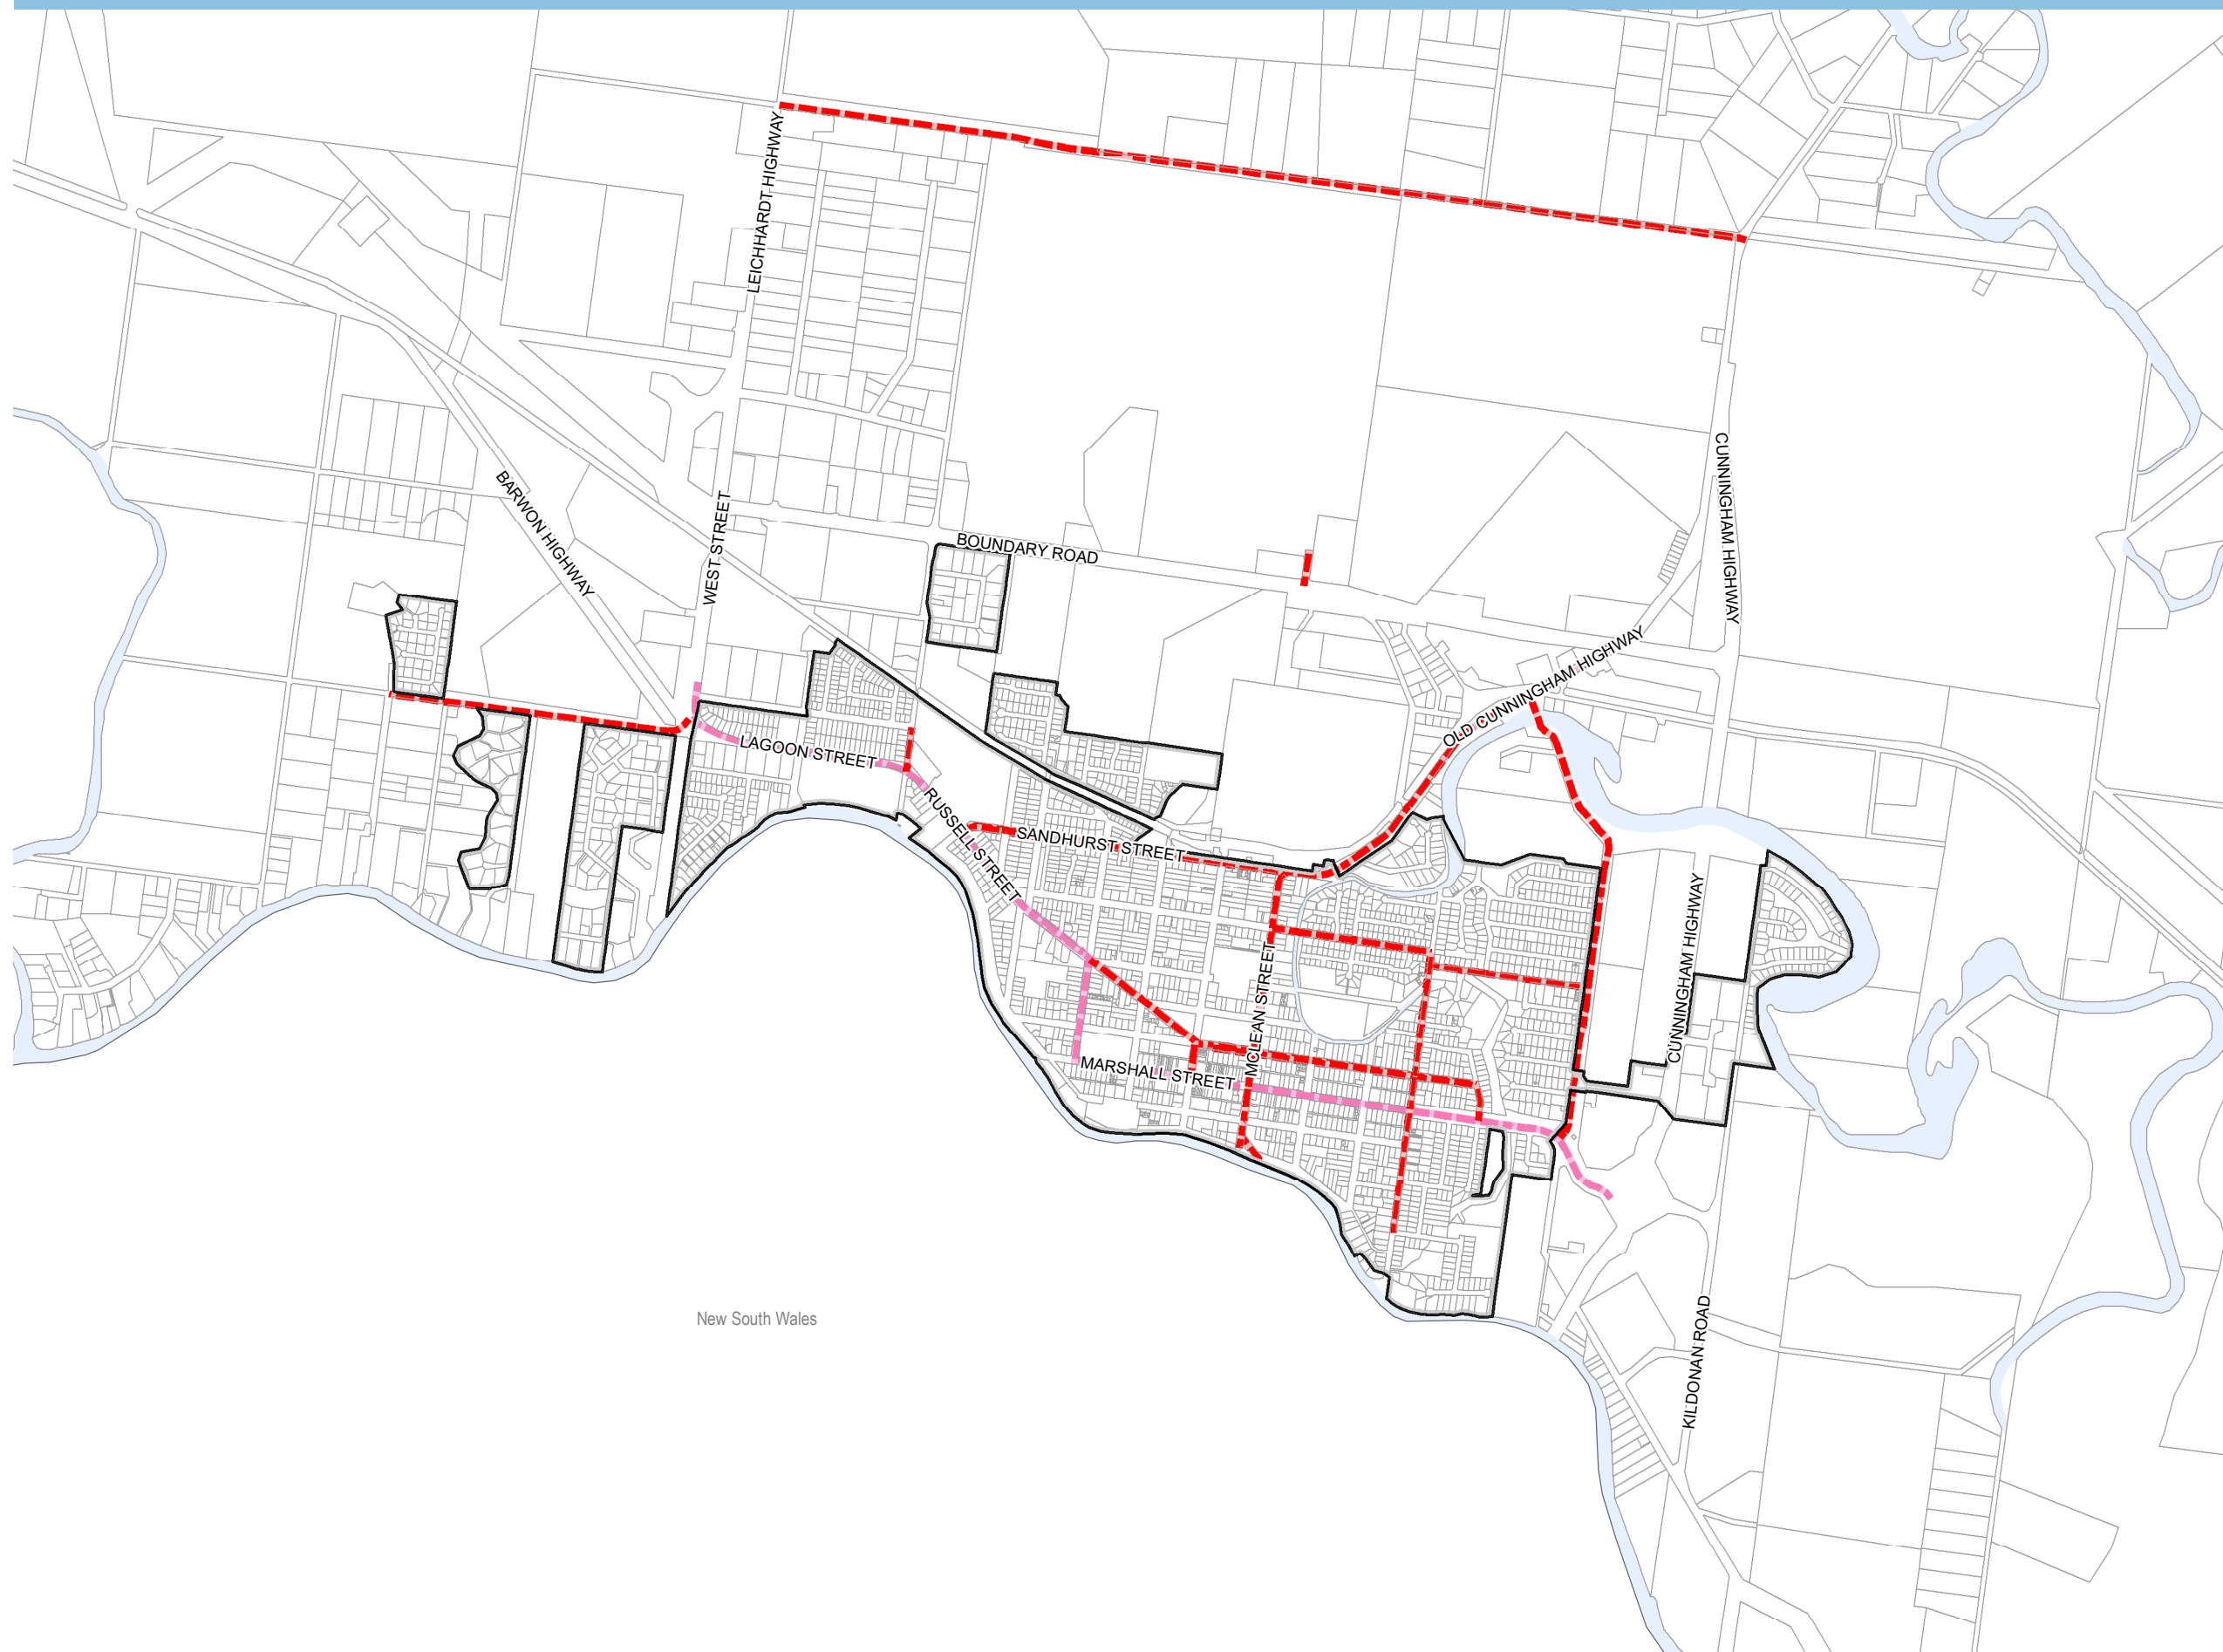 LEICHHARDT HIGHWAY
CUNNINGHAM HIGHWAY
BARWON HIGHWAY
WEST STREET
BOUNDARY ROAD
OLD CUNNINGHAM HIGHWAY
LAGOON STREET
RUSSELL STREET
SANDHURST STREET
CUNNINGHAM HIGHWAY
MCLEAN STREET
MARSHALL STREET
New South Wales
KILDONAN ROAD